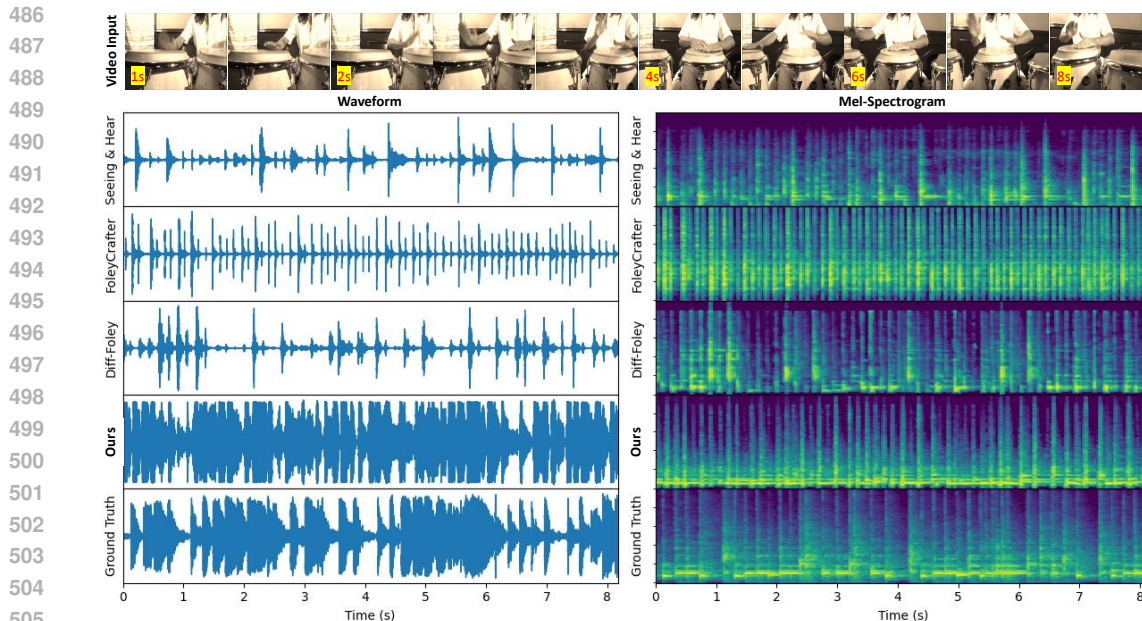 486
487
488
489
490
491
492
493
494
495
496
497
498
499
500
501
502
503
504
505
Video Input
1s
2s
4s
6s
8s
Waveform
Mel-Spectrogram
Seeing & Hear
FoleyCrafter
Diff-Foley
Ours
Ground Truth
0 1 2 3 4 5 6 7 8
Time (s)
Seeing & Hear
FoleyCrafter
Diff-Foley
Ours
Ground Truth
0 1 2 3 4 5 6 7 8
Time (s)